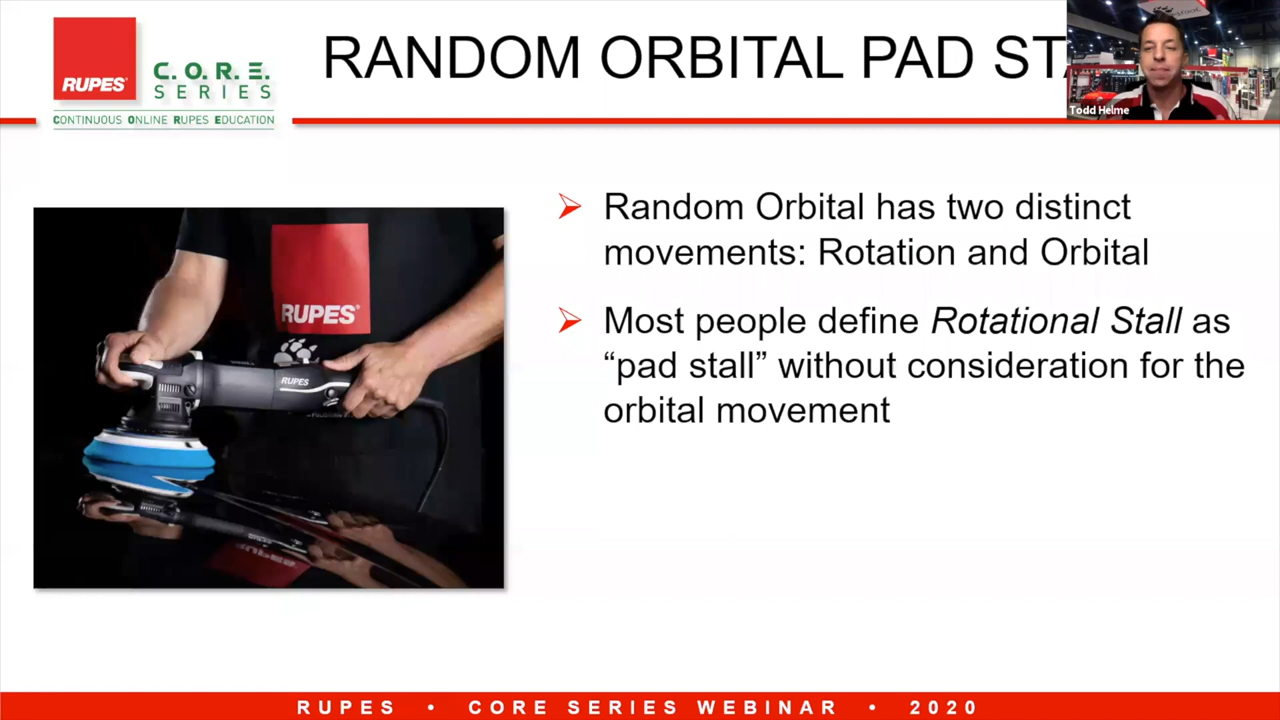 RUPES
C.O.R.E.
SERIES
CONTINUOUS ONLINE RUPES EDUCATION
RANDOM ORBITAL PAD
Todd Helme
Random Orbital has two distinct
movements: Rotation and Orbital
Most people define Rotational Stall as
“pad stall” without consideration for the
orbital movement
RUPES
RUPES
RUPES • CORE SERIES WEBINAR • 2020